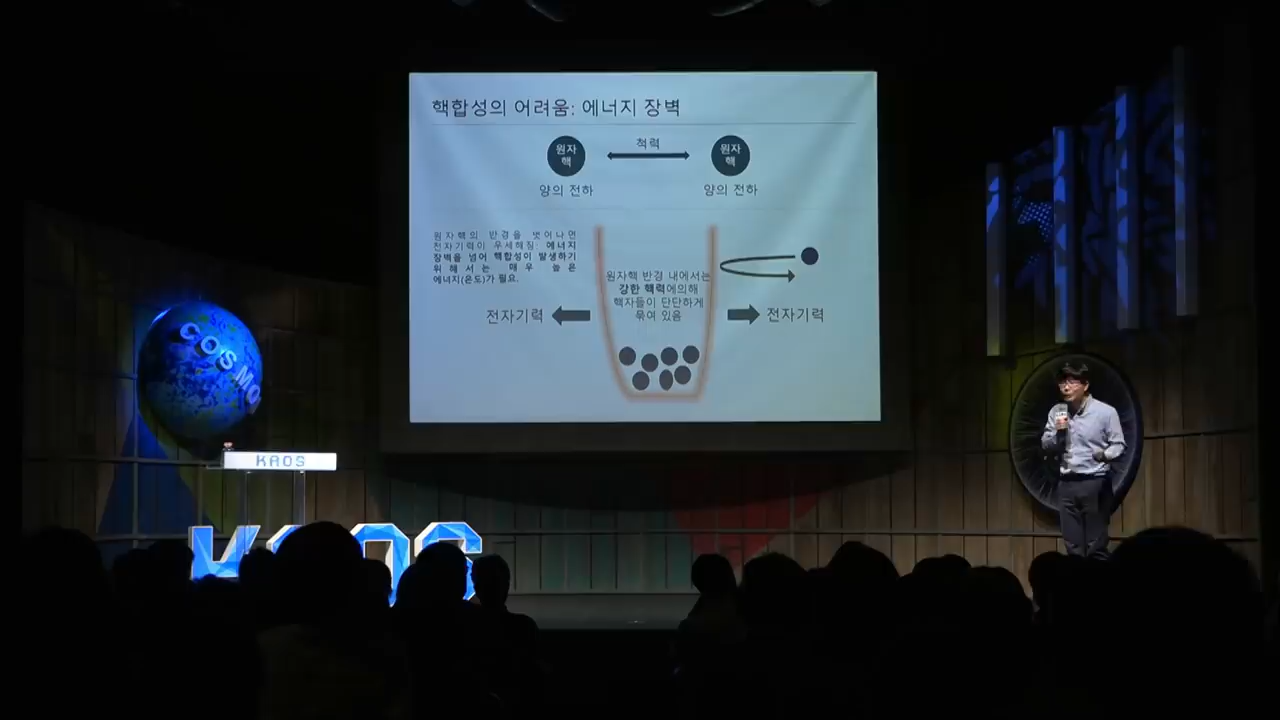 핵합성의 어려움: 에너지 장벽
원자
핵
척력
원자
핵
양의 전하
양의 전하
원자핵의 반경을 벗어나면
전자기력이 우세해짐: 에너지
장벽을 넘어 핵합성이 발생하기
위해서는 매우 높은
에너지(온도)가 필요.
원자핵 반경 내에서는
강한 핵력에의해
핵자들이 단단하게
묶여 있음
전자기력
전자기력
COSMO
KAOS
KAOS